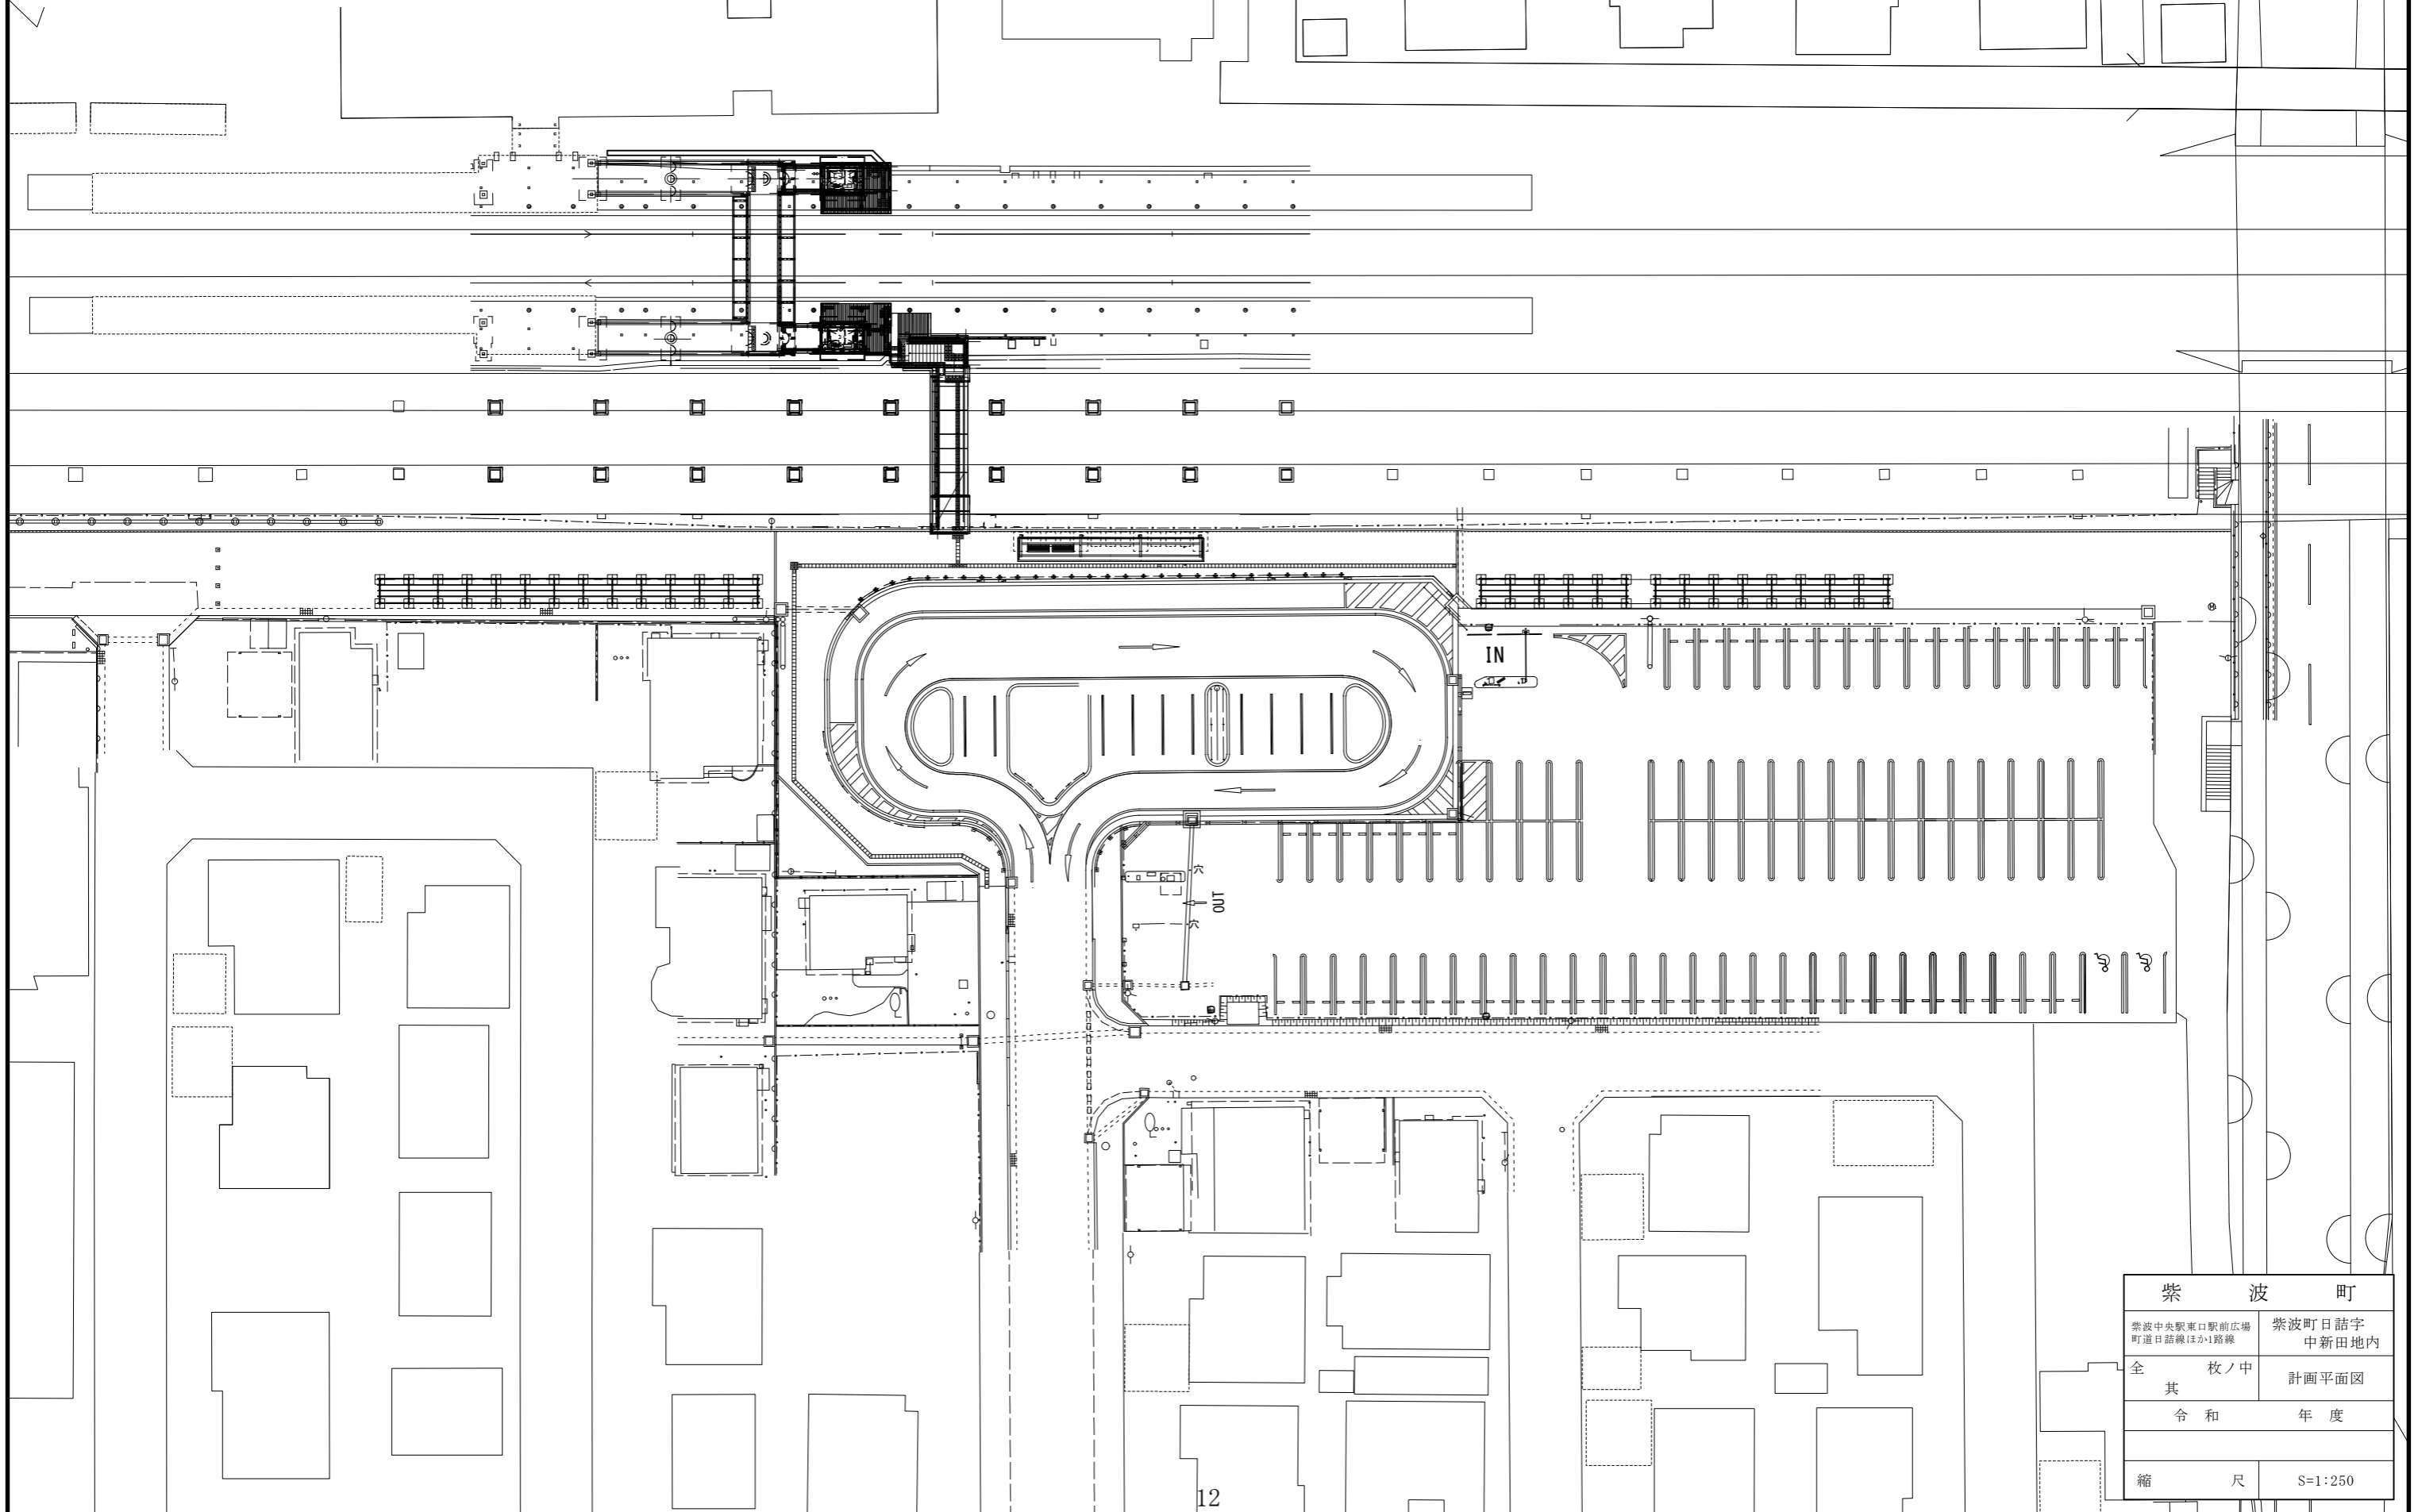 IN
穴
OUT
穴
紫波町
紫波中央駅東口駅前広場
町道日詰線ほか1路線
紫波町日詰字
中新田地内
全 枚ノ中
其
計画平面図
令和 年度
縮尺
S=1:250
12